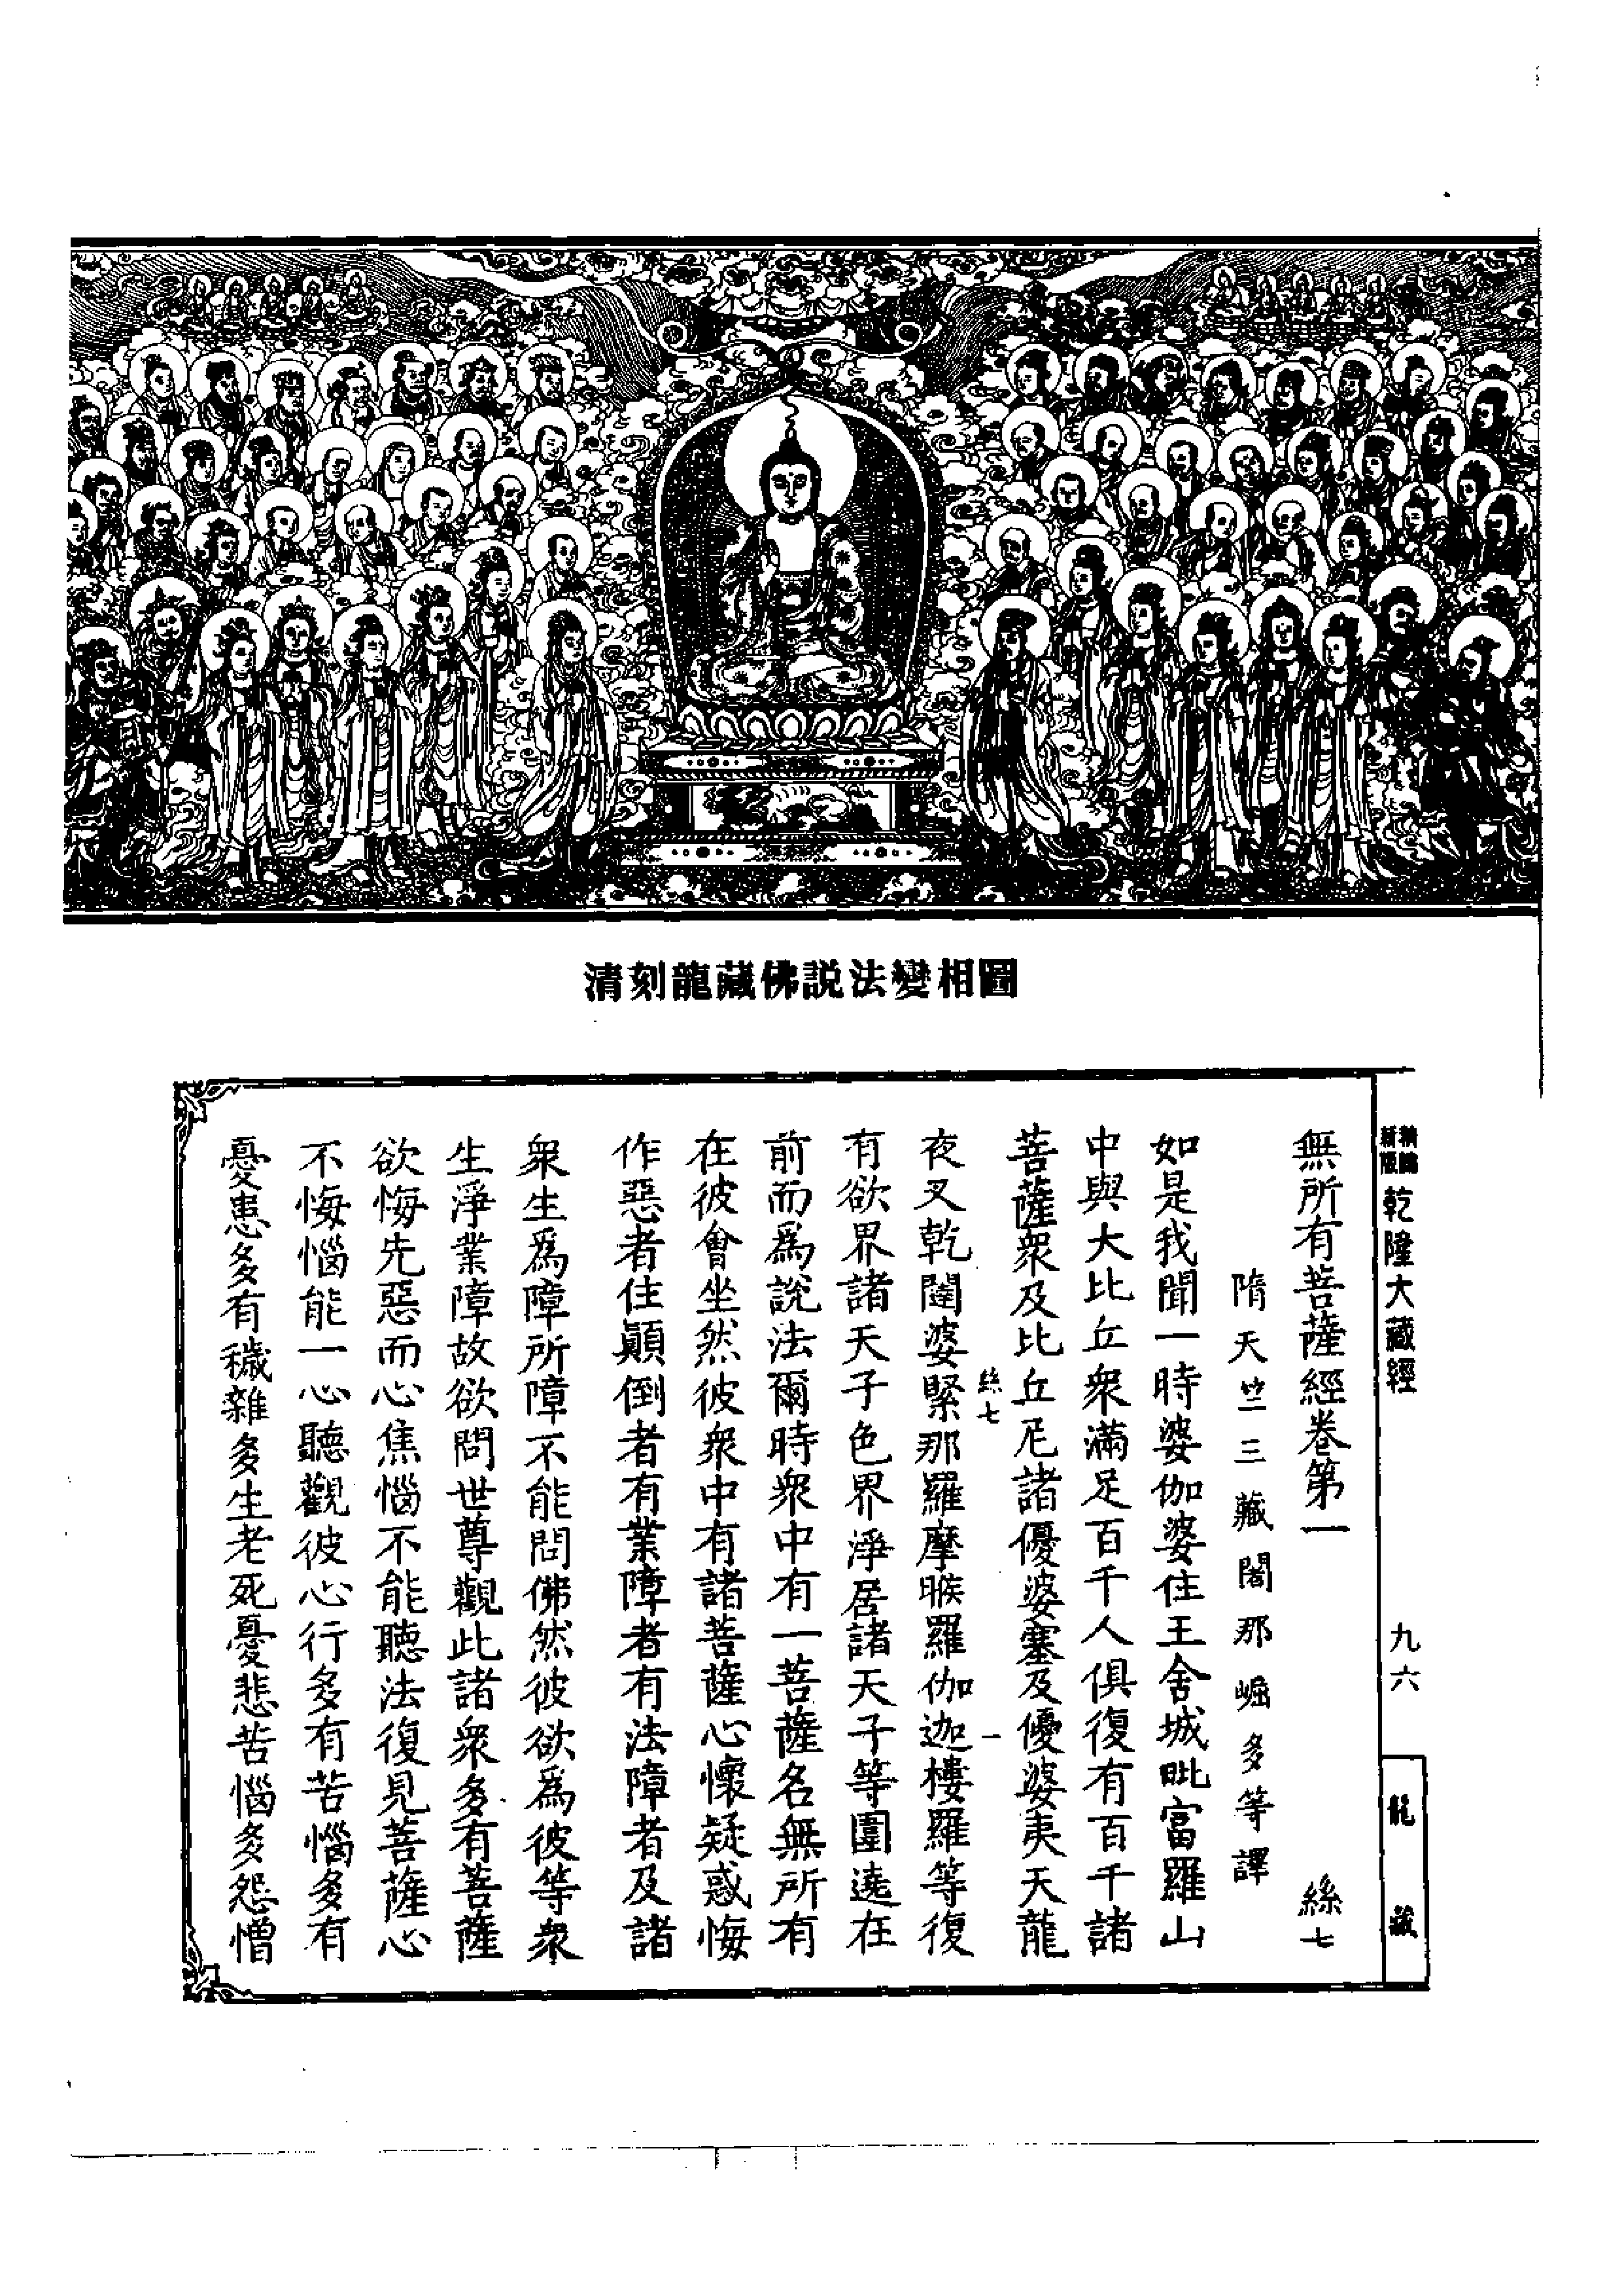 清刻龍藏佛説法變相圖
乾隆大藏經
九六
龍藏
無所有菩薩經卷第一
絲七
隋天竺三藏闍那崛多等譯
如是我聞一時婆伽婆住王舍城毗富羅山
中與大比丘衆滿足百千人俱復有百千諸
菩薩衆及比丘尼諸優婆塞及優婆夷天龍
絲七
一
夜叉乾闥婆緊那羅摩睺羅伽迦樓羅等復
有欲界諸天子色界淨居諸天子等圍遶在
前而爲説法爾時衆中有一菩薩名無所有
在彼會坐然彼衆中有諸菩薩心懷疑惑悔
作惡者住顚倒者有業障者有法障者及諸
衆生爲障所障不能問佛然彼欲爲彼等衆
生淨業障故欲問世尊觀此諸衆多有菩薩
欲悔先惡而心焦惱不能聽法復見菩薩心
不悔惱能一心聽觀彼心行多有苦惱多有
憂患多有穢雜多生老死憂悲苦惱多怨憎